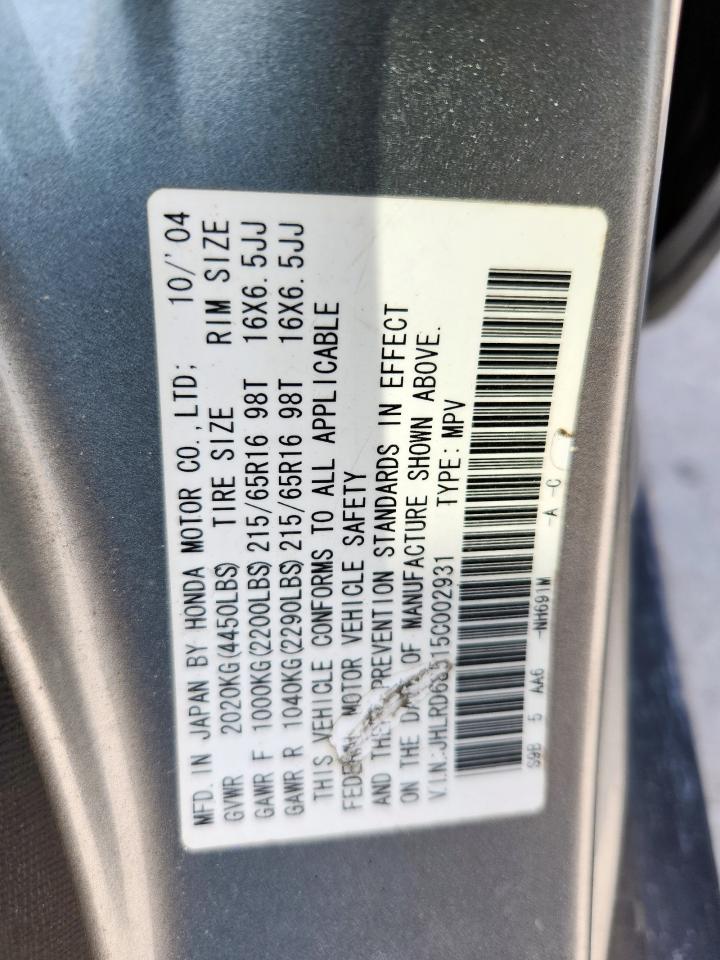 MFD. IN JAPAN BY HONDA MOTOR CO., LTD; 10/'04
GVWR 2020KG(4450LBS) TIRE SIZE RIM SIZE
GAWR F 1000KG(2200LBS) 215/65R16 98T 16X6. 5JJ
GAWR R 1040KG(2290LBS) 215/65R16 98T 16X6. 5JJ
THIS VEHICLE CONFORMS TO ALL APPLICABLE
MOTOR VEHICLE SAFETY
AND PREVENTION STANDARDS IN EFFECT
ON THE OF MANUFACTURE SHOWN ABOVE.
V.I.N.: TYPE: MPV
S9B 5 AA6 -NH691M -A -C